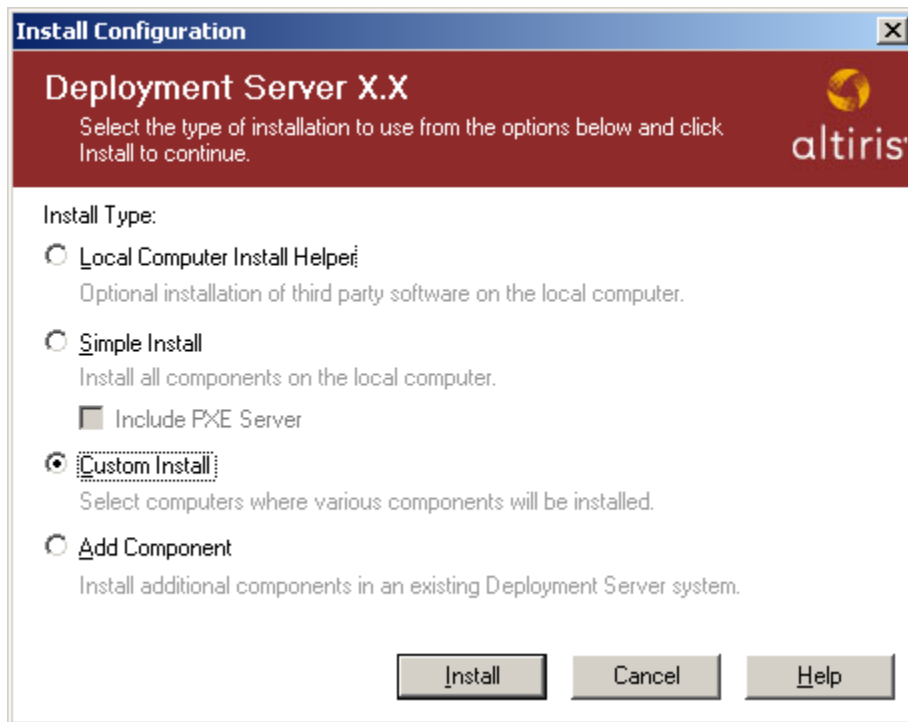 Install Configuration
Deployment Server X.X
Select the type of installation to use from the options below and click
Install to continue.
altiris
Install Type:
Local Computer Install Helper
Optional installation of third party software on the local computer.
Simple Install
Install all components on the local computer.
Include PXE Server
Custom Install
Select computers where various components will be installed.
Add Component
Install additional components in an existing Deployment Server system.
Install
Cancel
Help